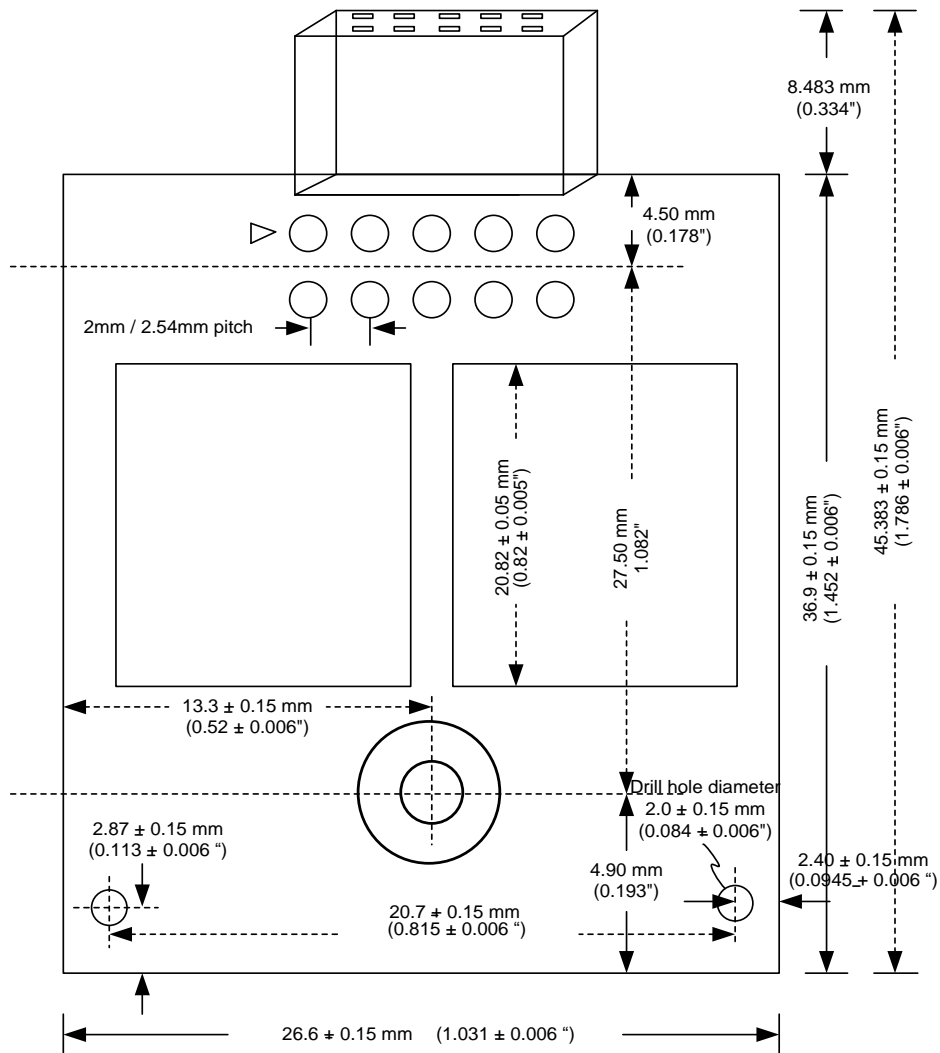 8.483 mm
(0.334")
4.50 mm
(0.178")
2mm / 2.54mm pitch
20.82 ± 0.05 mm
(0.82 ± 0.005")
27.50 mm
1.082"
36.9 ± 0.15 mm
(1.452 ± 0.006")
45.383 ± 0.15 mm
(1.786 ± 0.006")
13.3 ± 0.15 mm
(0.52 ± 0.006")
Drill hole diameter
2.0 ± 0.15 mm
(0.084 ± 0.006")
2.87 ± 0.15 mm
(0.113 ± 0.006 “)
4.90 mm
(0.193")
2.40 ± 0.15 mm
(0.0945 ± 0.006 “)
20.7 ± 0.15 mm
(0.815 ± 0.006 “)
26.6 ± 0.15 mm (1.031 ± 0.006 “)